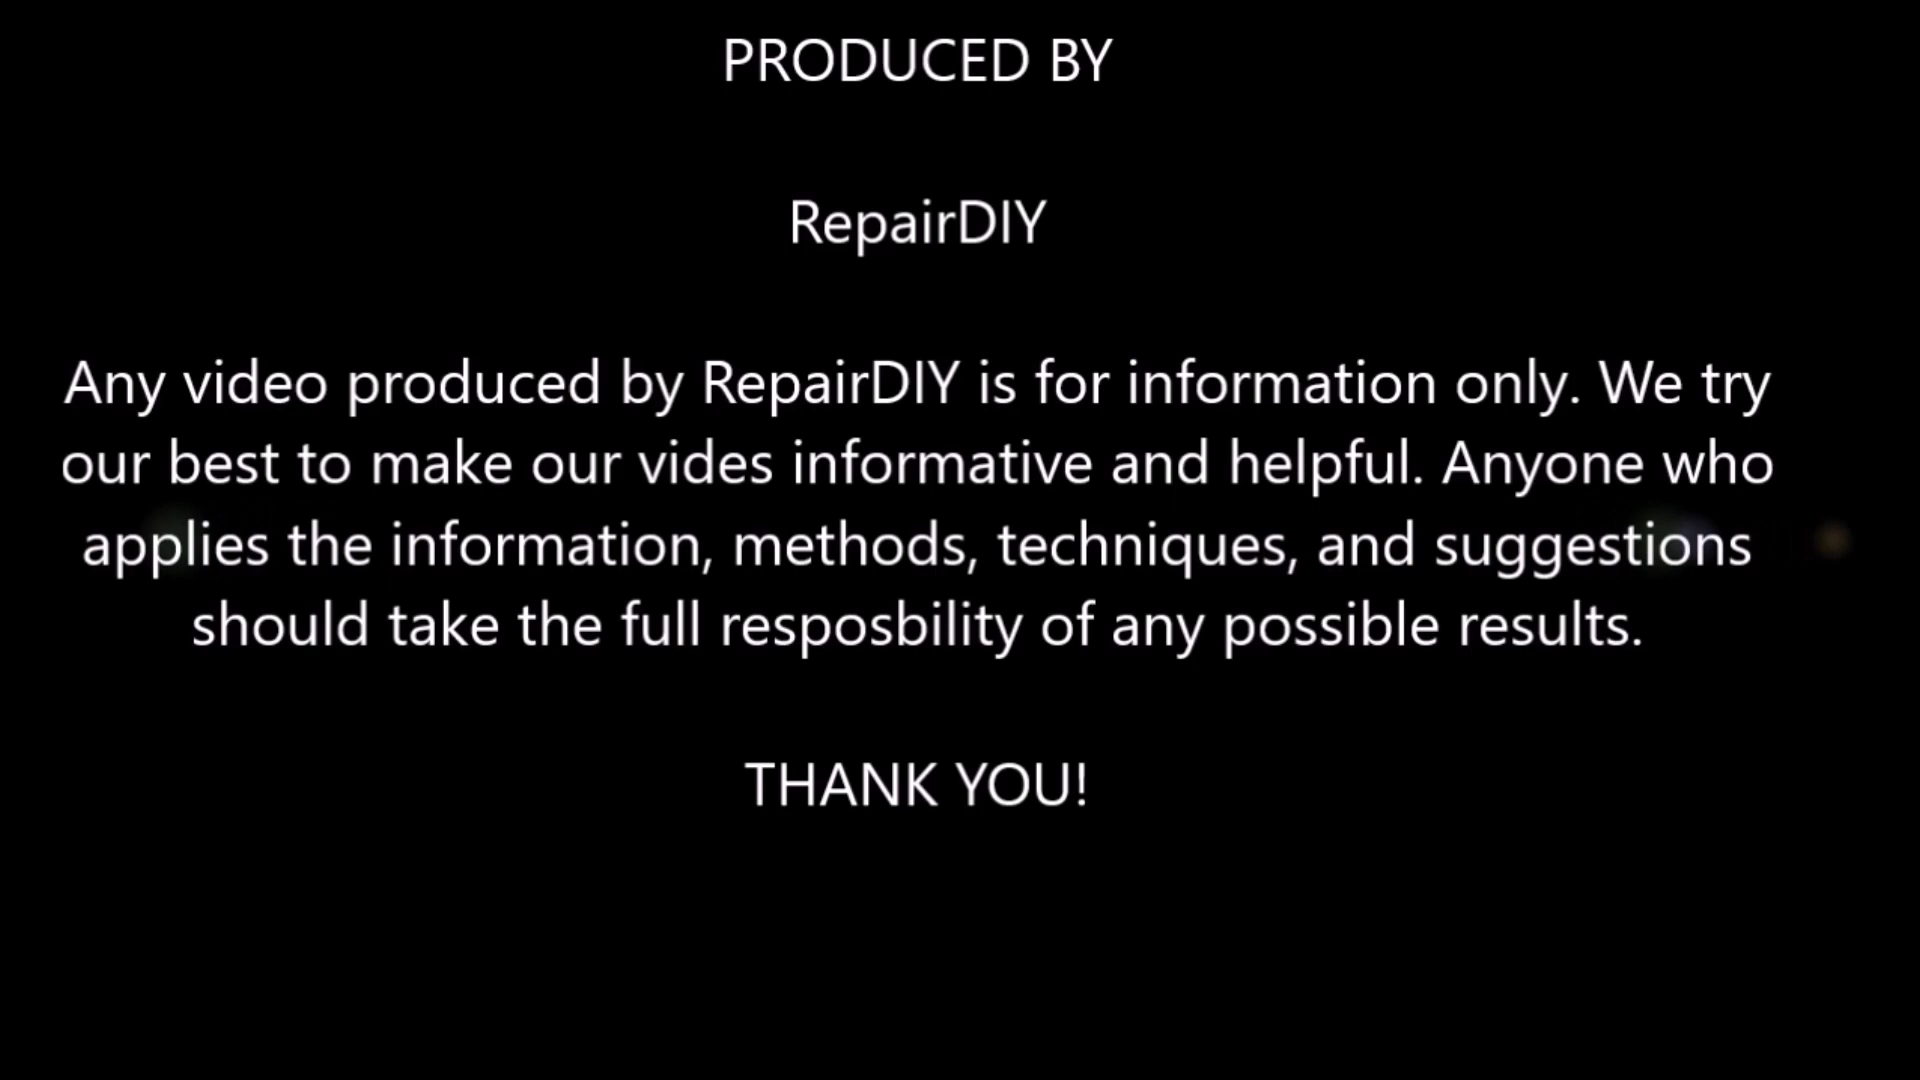 PRODUCED BY
RepairDIY
Any video produced by RepairDIY is for information only. We try
our best to make our vides informative and helpful. Anyone who
applies the information, methods, techniques, and suggestions
should take the full resposbility of any possible results.
THANK YOU!